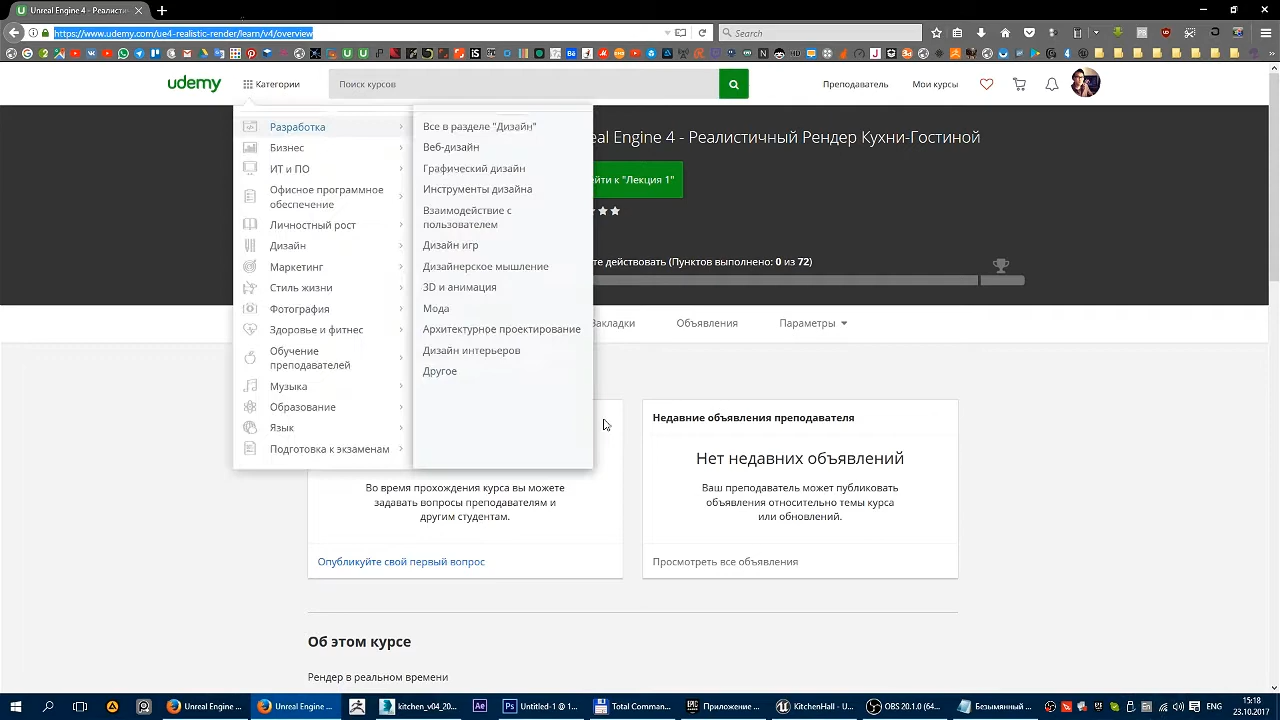 Unreal Engine 4 - Реалистич
https://www.udemy.com/ue4-realistic-render/learn/v4/overview
Search
udemy
Категории
Поиск курсов
Преподаватель
Мои курсы
Разработка
Бизнес
ИТ и ПО
Офисное программное
обеспечение
Личностный рост
Дизайн
Маркетинг
Стиль жизни
Фотография
Здоровье и фитнес
Обучение
преподавателей
Музыка
Образование
Язык
Подготовка к экзаменам
Все в разделе "Дизайн"
Веб-дизайн
Графический дизайн
Инструменты дизайна
Взаимодействие с
пользователем
Дизайн игр
Дизайнерское мышление
3D и анимация
Мода
Архитектурное проектирование
Дизайн интерьеров
Другое
eal Engine 4 - Реалистичный Рендер Кухни-Гостиной
йти к "Лекция 1"
те действовать (Пунктов выполнено: 0 из 72)
Закладки
Объявления
Параметры
Во время прохождения курса вы можете
задавать вопросы преподавателям и
другим студентам.
Опубликуйте свой первый вопрос
Недавние объявления преподавателя
Нет недавних объявлений
Ваш преподаватель может публиковать
объявления относительно темы курса
или обновлений.
Просмотреть все объявления
Об этом курсе
Рендер в реальном времени
Unreal Engine ...
Unreal Engine ...
kitchen_v04_20...
Untitled-1 @ 1...
Total Comman...
Приложение ...
KitchenHall - U...
OBS 20.1.0 (64...
Безымянный ...
15:18
23.10.2017